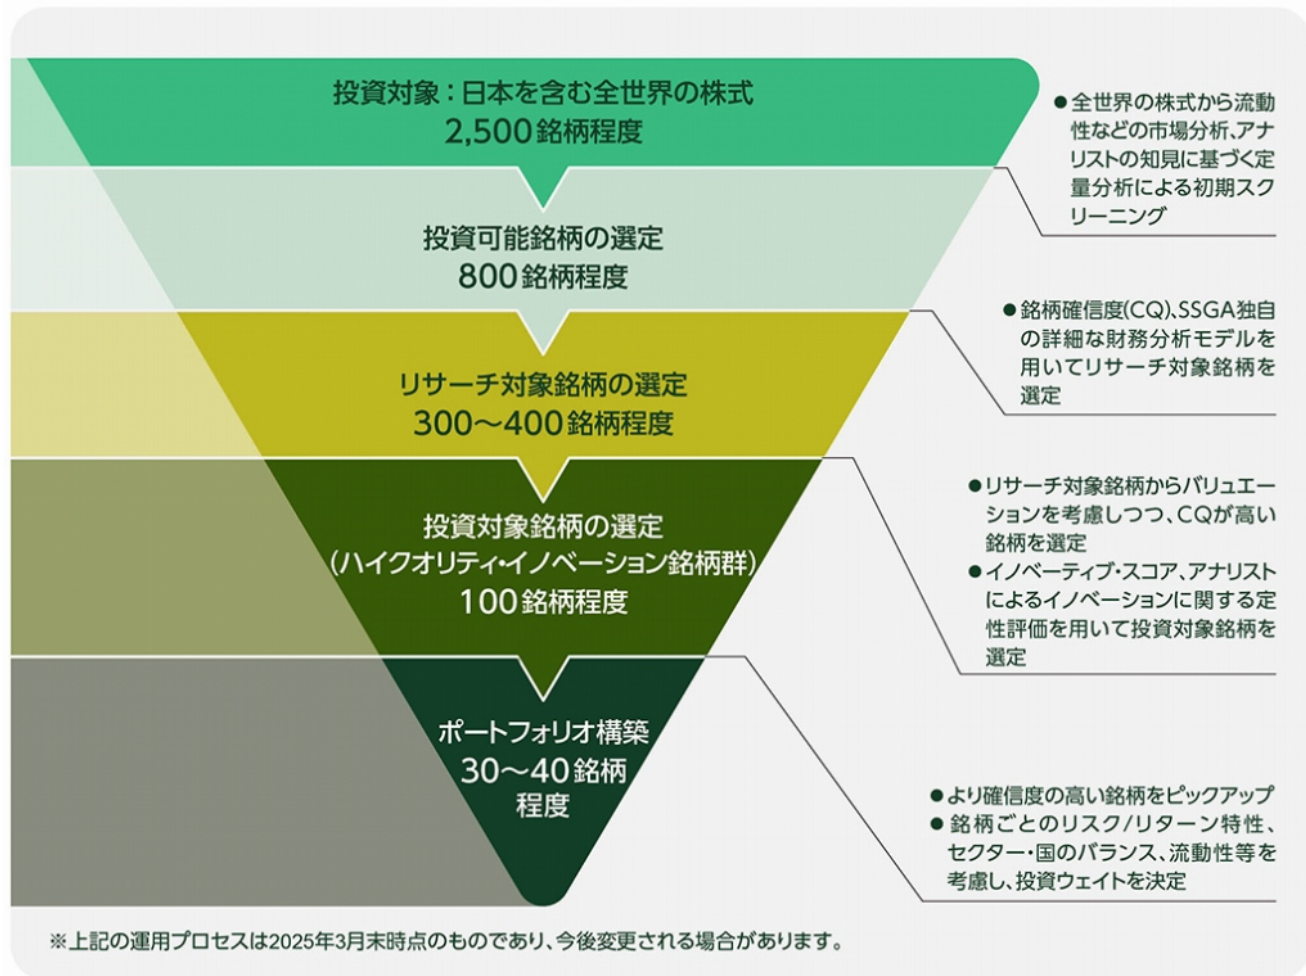 投資対象：日本を含む全世界の株式
2,500銘柄程度
●全世界の株式から流動
性などの市場分析、アナ
リストの知見に基づく定
量分析による初期スク
リーニング
投資可能銘柄の選定
800銘柄程度
●銘柄確信度(CQ)、SSGA独自
の詳細な財務分析モデルを
用いてリサーチ対象銘柄を
選定
リサーチ対象銘柄の選定
300～400銘柄程度
●リサーチ対象銘柄からバリュエー
ションを考慮しつつ、CQが高い
銘柄を選定
●イノベーティブ・スコア、アナリスト
によるイノベーションに関する定
性評価を用いて投資対象銘柄を
選定
投資対象銘柄の選定
(ハイクオリティ・イノベーション銘柄群)
100銘柄程度
●より確信度の高い銘柄をピックアップ
●銘柄ごとのリスク/リターン特性、
セクター・国のバランス、流動性等を
考慮し、投資ウェイトを決定
ポートフォリオ構築
30～40銘柄
程度
※上記の運用プロセスは2025年3月末時点のものであり、今後変更される場合があります。